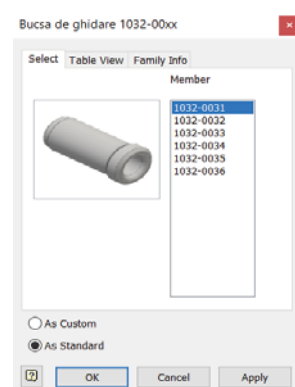 Bucsa de ghidare 1032-00xx
Select Table View Family Info
Member
1032-0031
1032-0032
1032-0033
1032-0034
1032-0035
1032-0036
As Custom
As Standard
OK Cancel Apply